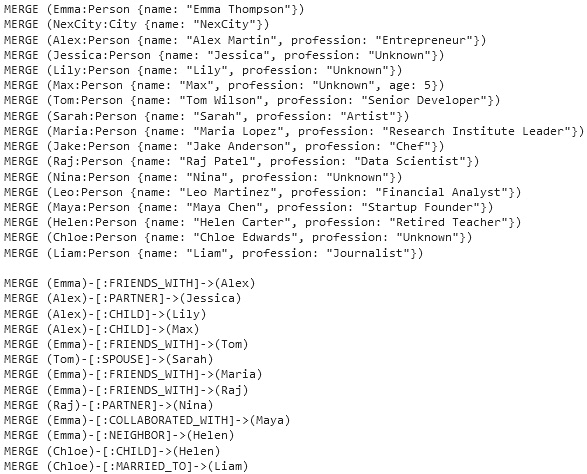 MERGE (Emma:Person {name: "Emma Thompson"})
MERGE (NexCity:City {name: "NexCity"})
MERGE (Alex:Person {name: "Alex Martin", profession: "Entrepreneur"})
MERGE (Jessica:Person {name: "Jessica", profession: "Unknown"})
MERGE (Lily:Person {name: "Lily", profession: "Unknown"})
MERGE (Max:Person {name: "Max", profession: "Unknown", age: 5})
MERGE (Tom:Person {name: "Tom Wilson", profession: "Senior Developer"})
MERGE (Sarah:Person {name: "Sarah", profession: "Artist"})
MERGE (Maria:Person {name: "Maria Lopez", profession: "Research Institute Leader"})
MERGE (Jake:Person {name: "Jake Anderson", profession: "Chef"})
MERGE (Raj:Person {name: "Raj Patel", profession: "Data Scientist"})
MERGE (Nina:Person {name: "Nina", profession: "Unknown"})
MERGE (Leo:Person {name: "Leo Martinez", profession: "Financial Analyst"})
MERGE (Maya:Person {name: "Maya Chen", profession: "Startup Founder"})
MERGE (Helen:Person {name: "Helen Carter", profession: "Retired Teacher"})
MERGE (Chloe:Person {name: "Chloe Edwards", profession: "Unknown"})
MERGE (Liam:Person {name: "Liam", profession: "Journalist"})

MERGE (Emma)-[:FRIENDS_WITH]->(Alex)
MERGE (Alex)-[:PARTNER]->(Jessica)
MERGE (Alex)-[:CHILD]->(Lily)
MERGE (Alex)-[:CHILD]->(Max)
MERGE (Emma)-[:FRIENDS_WITH]->(Tom)
MERGE (Tom)-[:SPOUSE]->(Sarah)
MERGE (Emma)-[:FRIENDS_WITH]->(Maria)
MERGE (Emma)-[:FRIENDS_WITH]->(Raj)
MERGE (Raj)-[:PARTNER]->(Nina)
MERGE (Emma)-[:COLLABORATED_WITH]->(Maya)
MERGE (Emma)-[:NEIGHBOR]->(Helen)
MERGE (Chloe)-[:CHILD]->(Helen)
MERGE (Chloe)-[:MARRIED_TO]->(Liam)